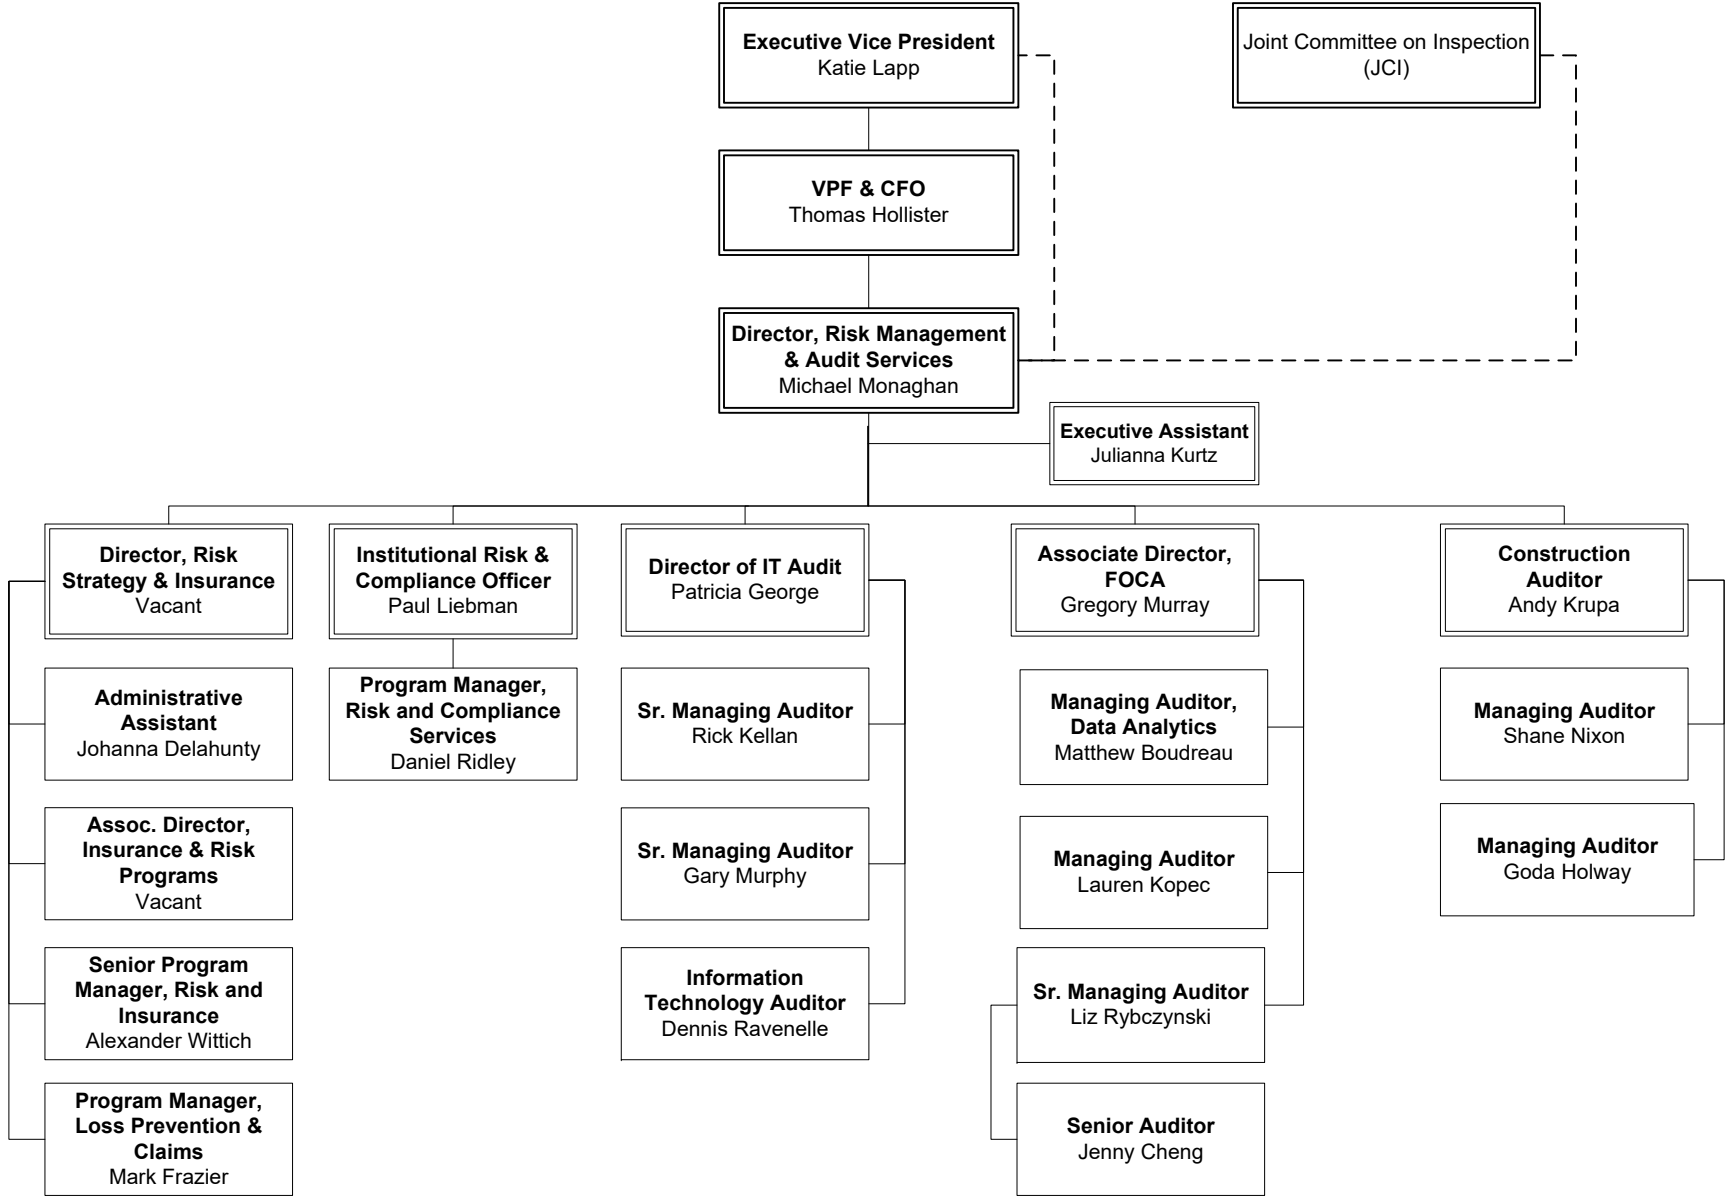 Executive Vice President
Katie Lapp
Joint Committee on Inspection
(JCI)
VPF & CFO
Thomas Hollister
Director, Risk Management
& Audit Services
Michael Monaghan
Executive Assistant
Julianna Kurtz
Director, Risk
Strategy & Insurance
Vacant
Institutional Risk &
Compliance Officer
Paul Liebman
Director of IT Audit
Patricia George
Associate Director,
FOCA
Gregory Murray
Construction
Auditor
Andy Krupa
Administrative
Assistant
Johanna Delahunty
Program Manager,
Risk and Compliance
Services
Daniel Ridley
Sr. Managing Auditor
Rick Kellan
Managing Auditor,
Data Analytics
Matthew Boudreau
Managing Auditor
Shane Nixon
Assoc. Director,
Insurance & Risk
Programs
Vacant
Sr. Managing Auditor
Gary Murphy
Managing Auditor
Lauren Kopec
Managing Auditor
Goda Holway
Senior Program
Manager, Risk and
Insurance
Alexander Wittich
Information
Technology Auditor
Dennis Ravenelle
Sr. Managing Auditor
Liz Rybczynski
Program Manager,
Loss Prevention &
Claims
Mark Frazier
Senior Auditor
Jenny Cheng